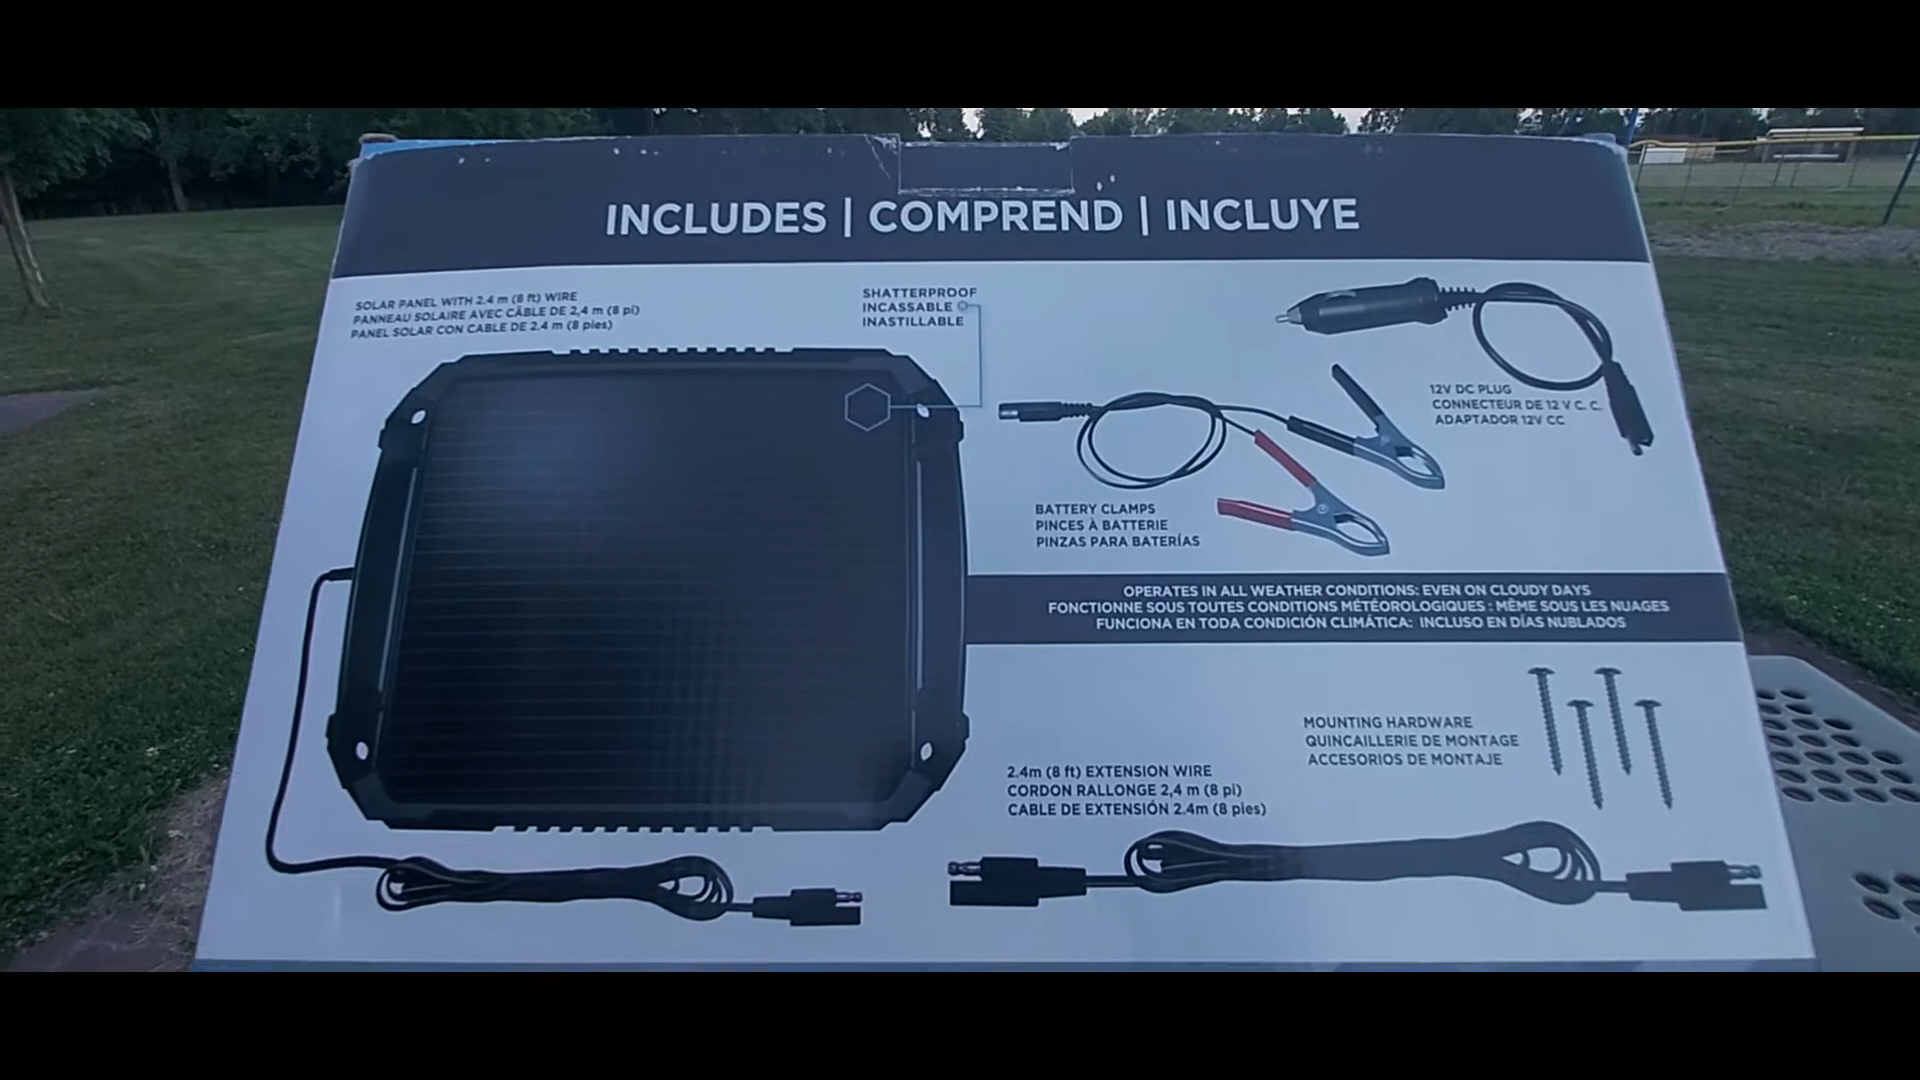 INCLUDES | COMPREND | INCLUYE
SOLAR PANEL WITH 2.4 m (8 ft) WIRE
PANNEAU SOLAIRE AVEC CÂBLE DE 2,4 m (8 pi)
PANEL SOLAR CON CABLE DE 2.4 m (8 pies)
SHATTERPROOF
INCASSABLE
INASTILLABLE
12V DC PLUG
CONNECTEUR DE 12 V C. C.
ADAPTADOR 12V CC
BATTERY CLAMPS
PINCES À BATTERIE
PINZAS PARA BATERÍAS
OPERATES IN ALL WEATHER CONDITIONS: EVEN ON CLOUDY DAYS
FONCTIONNE SOUS TOUTES CONDITIONS MÉTÉOROLOGIQUES : MÊME SOUS LES NUAGES
FUNCIONA EN TODA CONDICIÓN CLIMÁTICA: INCLUSO EN DÍAS NUBLADOS
MOUNTING HARDWARE
QUINCAILLERIE DE MONTAGE
ACCESORIOS DE MONTAJE
2.4m (8 ft) EXTENSION WIRE
CORDON RALLONGE 2,4 m (8 pi)
CABLE DE EXTENSIÓN 2.4m (8 pies)